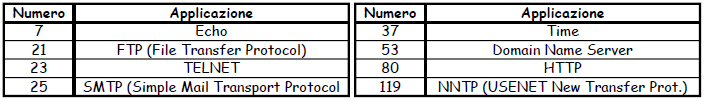 Numero Applicazione Numero Applicazione
7 Echo 37 Time
21 FTP (File Transfer Protocol) 53 Domain Name Server
23 TELNET 80 HTTP
25 SMTP (Simple Mail Transport Protocol 119 NNTP (USENET New Transfer Prot.)